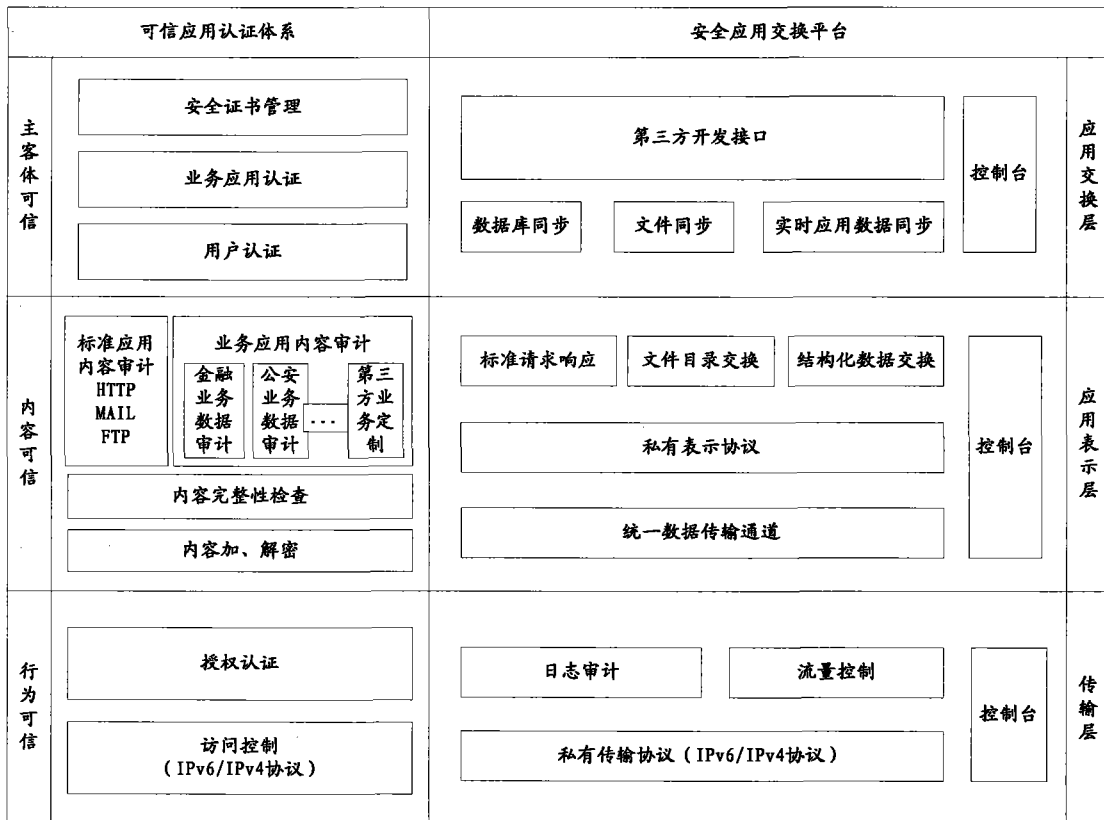 可信应用认证体系
安全应用交换平台
主客体可信
安全证书管理
业务应用认证
用户认证
第三方开发接口
数据库同步
文件同步
实时应用数据同步
控制台
应用交换层
内容可信
标准应用
内容审计
HTTP
MAIL
FTP
业务应用内容审计
金融
业务
数据
审计
公安
业务
数据
审计
...
第三
方业
务定
制
内容完整性检查
内容加、解密
标准请求响应
文件目录交换
结构化数据交换
私有表示协议
统一数据传输通道
控制台
应用表示层
行为可信
授权认证
访问控制
(IPv6/IPv4协议)
日志审计
流量控制
私有传输协议(IPv6/IPv4协议)
控制台
传输层